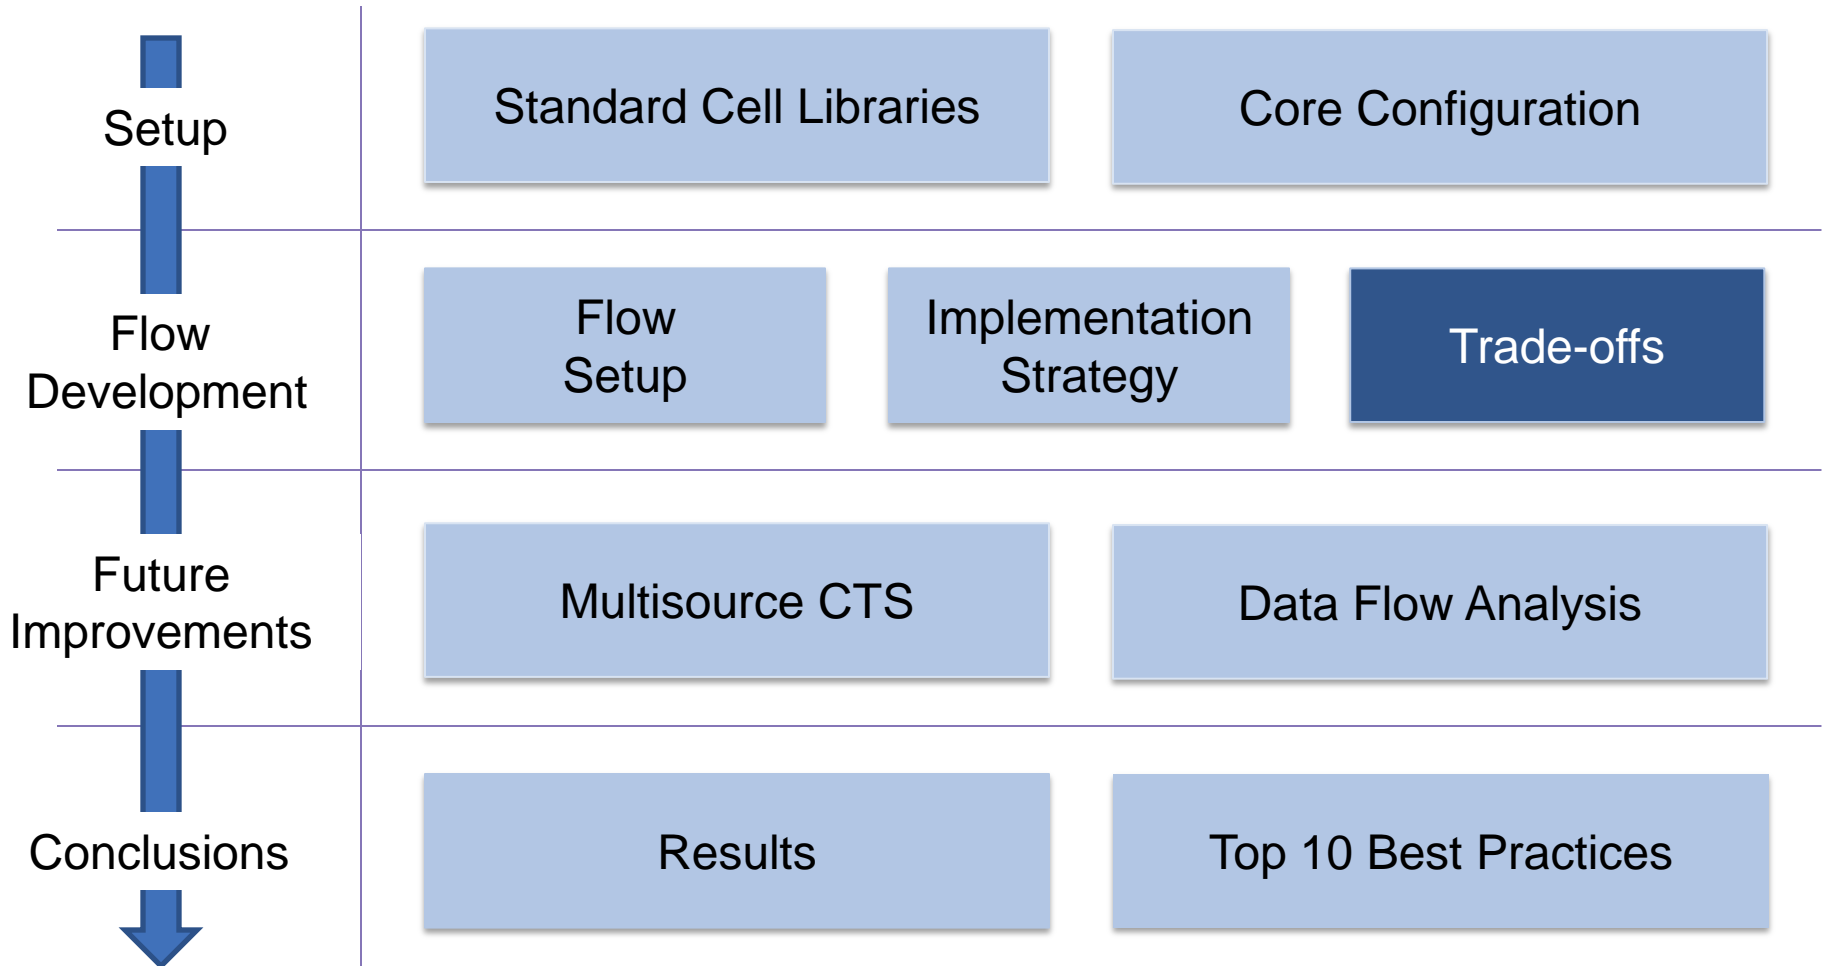 Setup
Standard Cell Libraries
Core Configuration
Flow
Development
Flow
Setup
Implementation
Strategy
Trade-offs
Future
Improvements
Multisource CTS
Data Flow Analysis
Conclusions
Results
Top 10 Best Practices